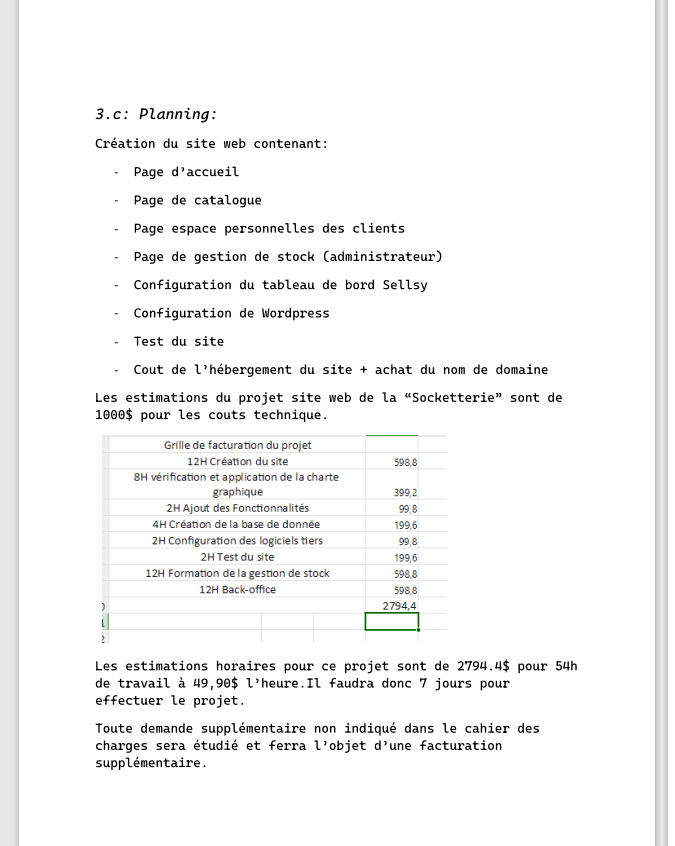 3.c: Planning:
Création du site web contenant:
- Page d'accueil
- Page de catalogue
- Page espace personnelles des clients
- Page de gestion de stock (administrateur)
- Configuration du tableau de bord Sellsy
- Configuration de Wordpress
- Test du site
- Cout de l'hébergement du site + achat du nom de domaine
Les estimations du projet site web de la “Socketterie” sont de
1000$ pour les couts technique.
Grille de facturation du projet
12H Création du site 598,8
8H vérification et application de la charte
graphique 399,2
2H Ajout des Fonctionnalités 99,8
4H Création de la base de donnée 199,6
2H Configuration des logiciels tiers 99,8
2H Test du site 199,6
12H Formation de la gestion de stock 598,8
12H Back-office 598,8
2794,4
Les estimations horaires pour ce projet sont de 2794.4$ pour 54h
de travail à 49,90$ l'heure.Il faudra donc 7 jours pour
effectuer le projet.
Toute demande supplémentaire non indiqué dans le cahier des
charges sera étudié et ferra l'objet d'une facturation
supplémentaire.